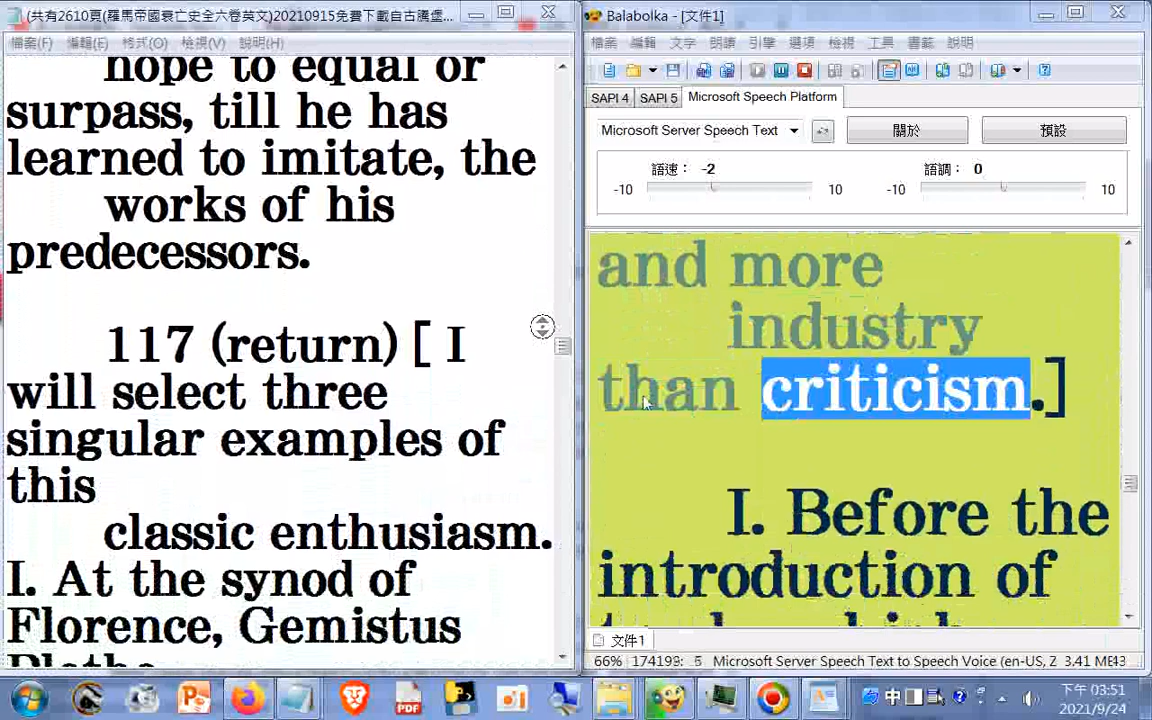 (共有2610頁(羅馬帝國衰亡史全六卷英文)20210915免費下載自古騰堡...
檔案(F) 編輯(E) 格式(O) 檢視(V) 說明(H)
hope to equal or
surpass, till he has
learned to imitate, the
works of his
predecessors.
117 (return) [ I
will select three
singular examples of
this
classic enthusiasm.
I. At the synod of
Florence, Gemistus
Balabolka - [文件1]
檔案 編輯 文字 朗讀 引擎 選項 檢視 工具 書籤 說明
SAPI 4 SAPI 5 Microsoft Speech Platform
Microsoft Server Speech Text 關於 預設
語速: -2 語調: 0
-10 10 -10 10
and more
industry
than criticism.]
I. Before the
introduction of
文件1
66% Microsoft Server Speech Text to Speech Voice (en-US, Z
中
下午 03:51
2021/9/24